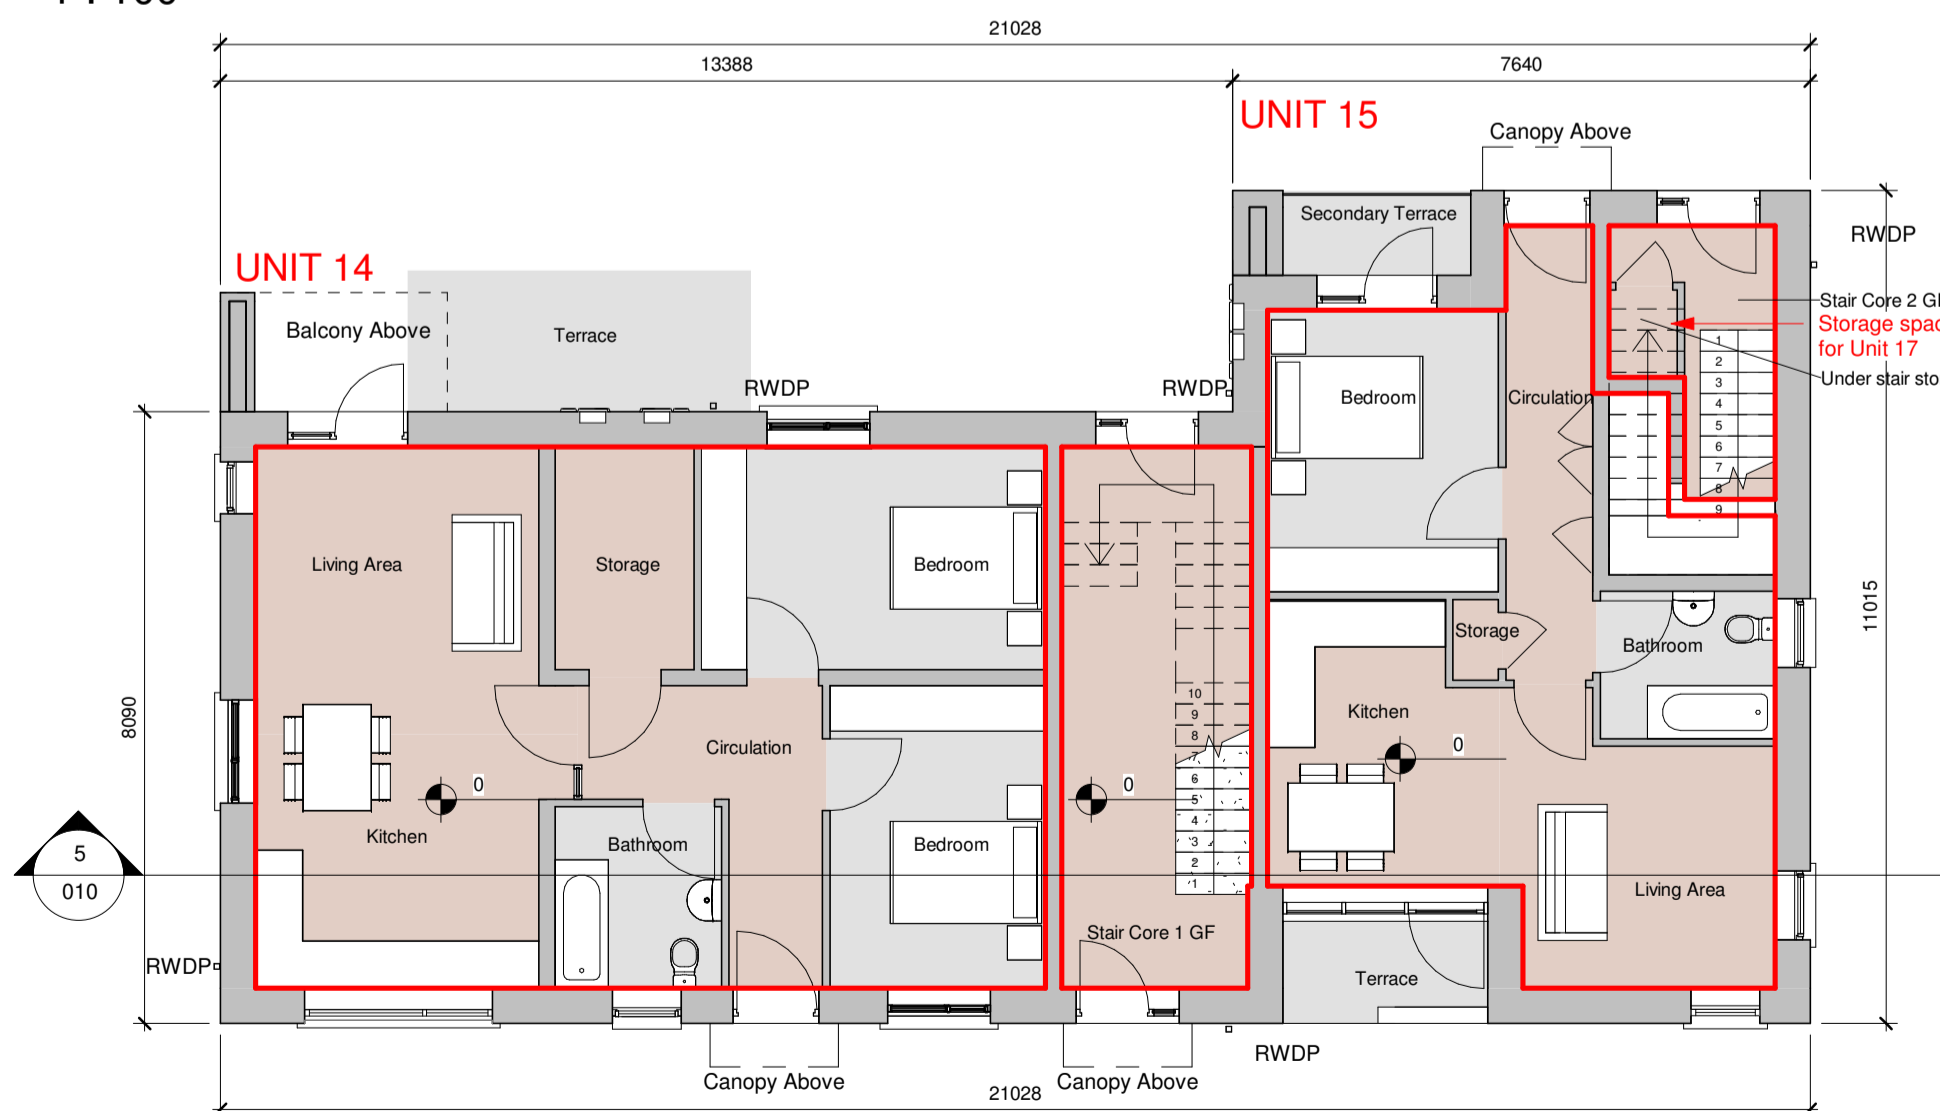 21028
13388
7640
UNIT 15
Canopy Above
Secondary Terrace
RWDP
UNIT 14
Balcony Above
Terrace
Stair Core 2
Storage
for Unit 17
Under stair
RWDP
RWDP
Bedroom
Circulation
1
2
3
4
5
6
7
8
9
Living Area
Storage
Bedroom
11015
Storage
Bathroom
8090
Circulation
10
9
8
7
6
5
4
3
2
1
Kitchen
0
0
0
Kitchen
Bathroom
Bedroom
5
010
Living Area
Stair Core 1 GF
RWDP
Terrace
RWDP
Canopy Above
Canopy Above
21028